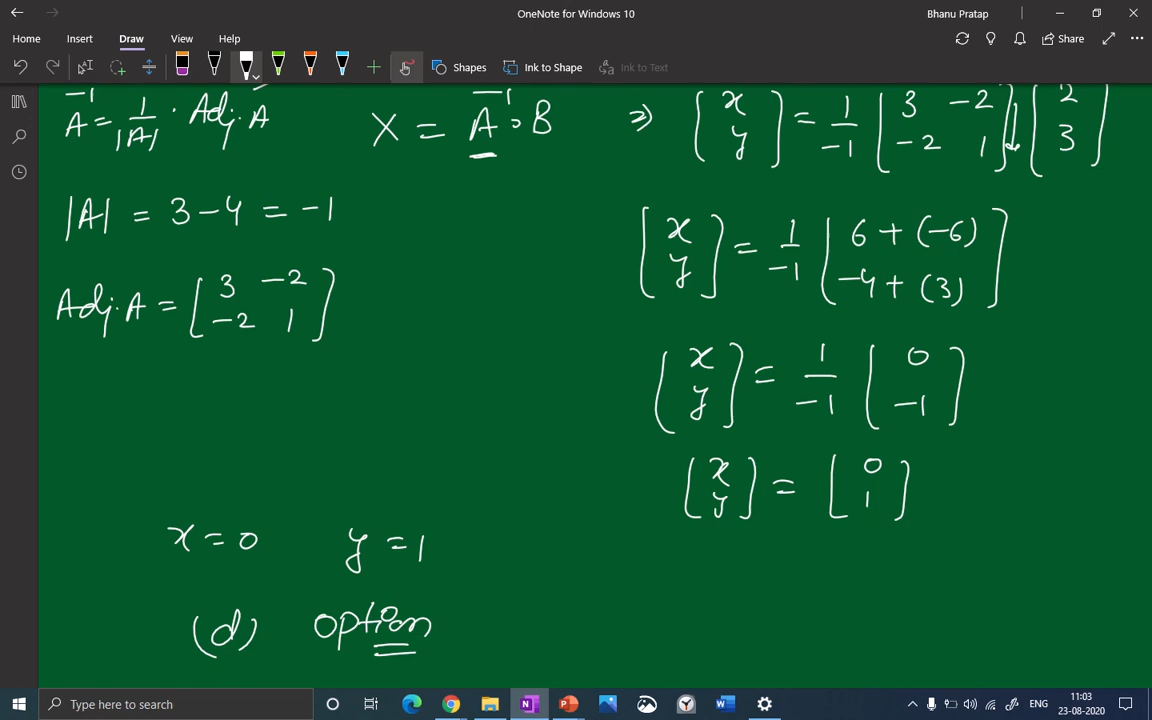 OneNote for Windows 10
Bhanu Pratap
Home Insert Draw View Help
Share
Shapes Ink to Shape Ink to Text
A⁻¹ = 1/|A| · Adj. A
X = A⁻¹ · B
|A| = 3 - 4 = -1
Adj. A = [3 -2
-2 1]
x = 0 y = 1
(d) option
⇒ [x
y] = 1/-1 [3 -2
-2 1] [2
3]
[x
y] = 1/-1 [6 + (-6)
-4 + (3)]
[x
y] = 1/-1 [0
-1]
[x
y] = [0
1]
Type here to search
ENG
11:03
23-08-2020